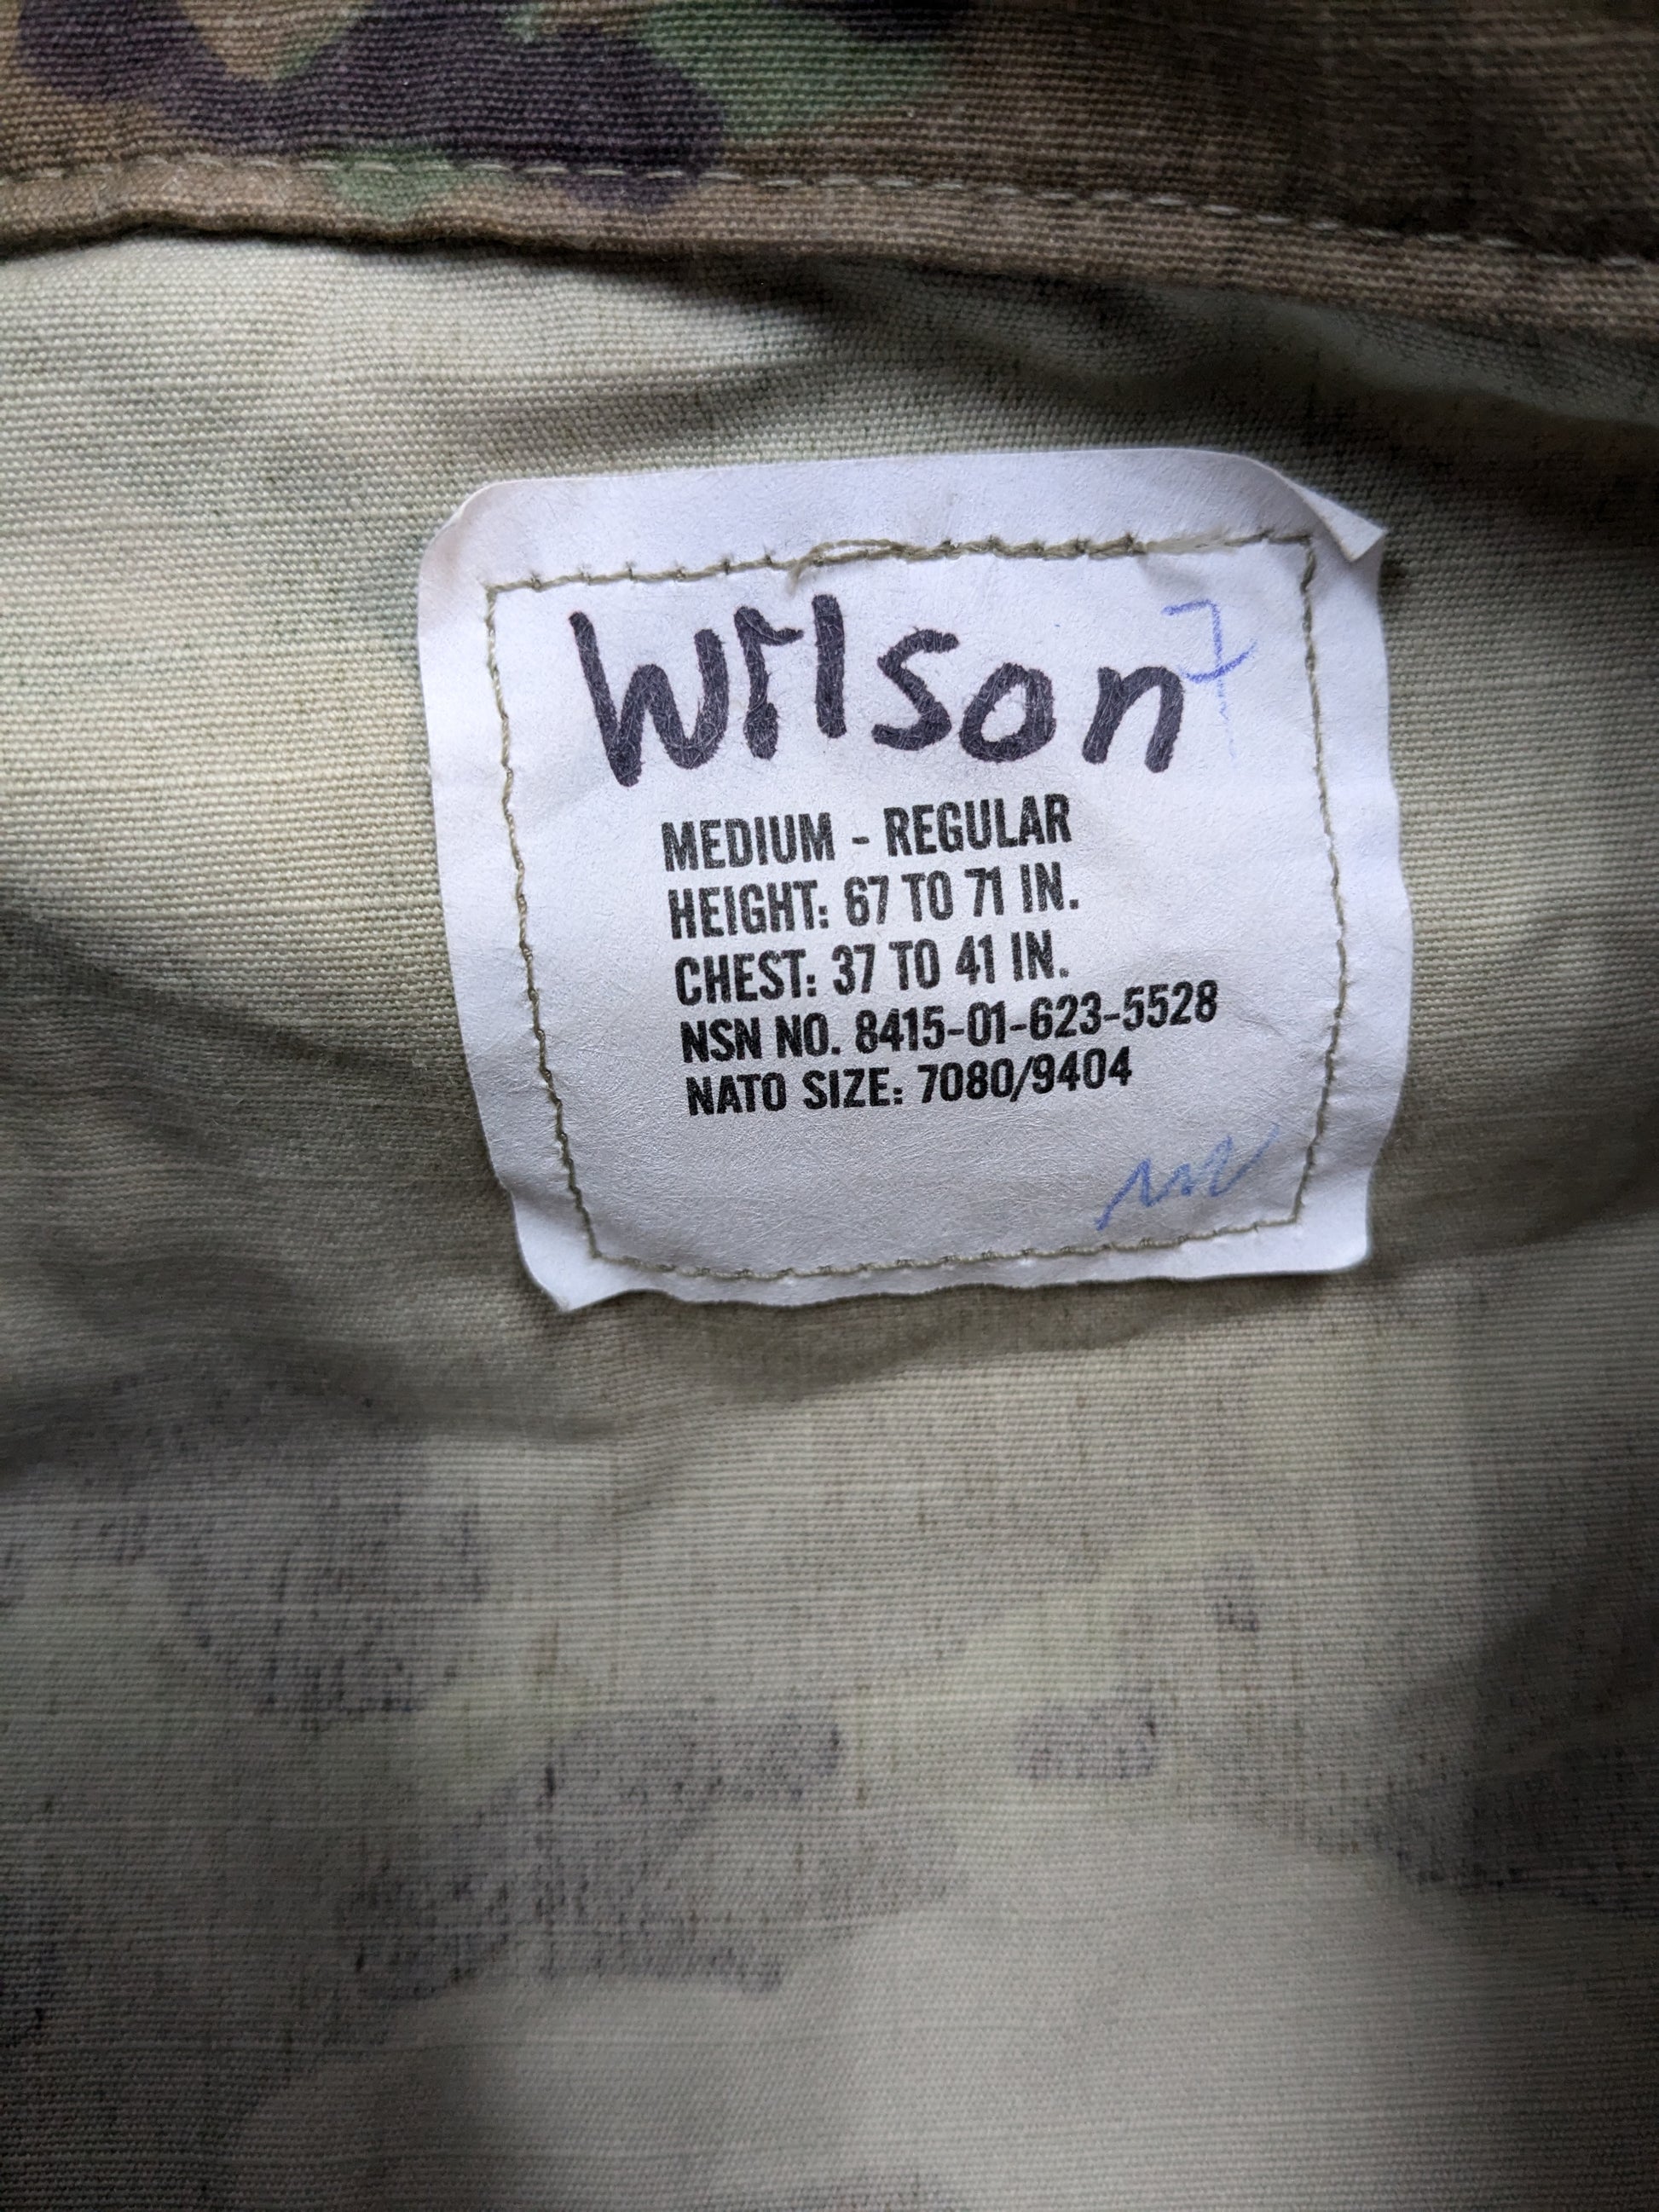 Wilson 7
MEDIUM - REGULAR
HEIGHT: 67 TO 71 IN.
CHEST: 37 TO 41 IN.
NSN NO. 8415-01-623-5528
NATO SIZE: 7080/9404